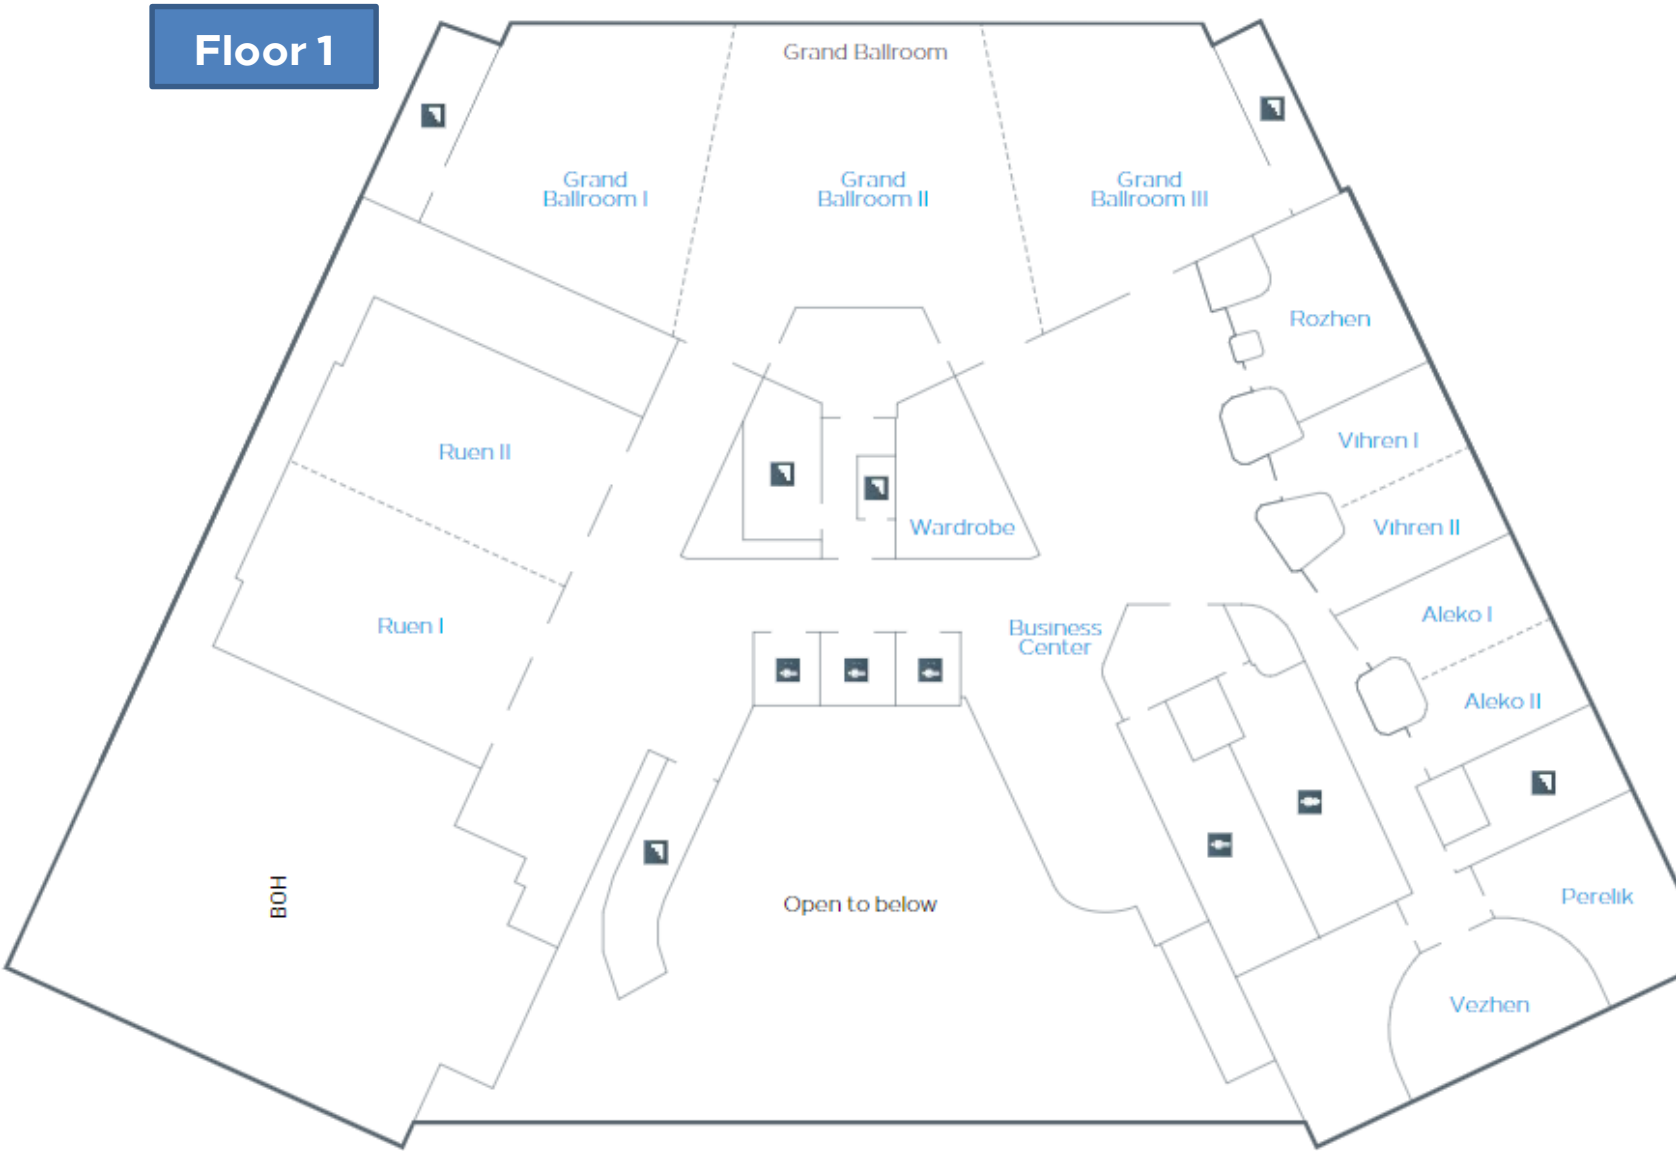 Floor 1
Grand Ballroom
Grand
Ballroom I
Grand
Ballroom II
Grand
Ballroom III
Rozhen
Ruen II
Vihren I
Wardrobe
Vihren II
Ruen I
Business
Center
Aleko I
Aleko II
BOH
Open to below
Perelik
Vezhen